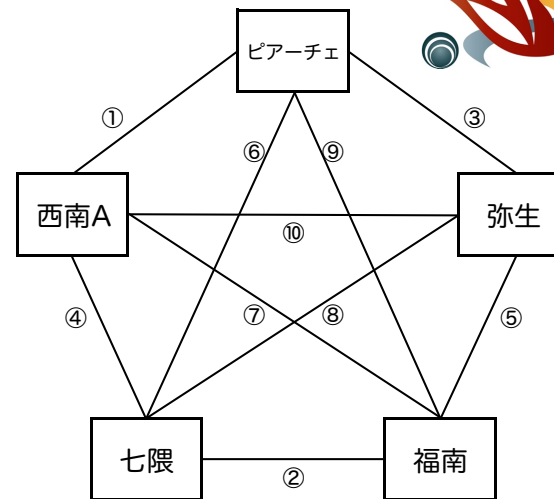 ピアーチェ
①
③
⑥
⑨
西南A
弥生
⑩
④
⑦
⑧
⑤
七隈
福南
②